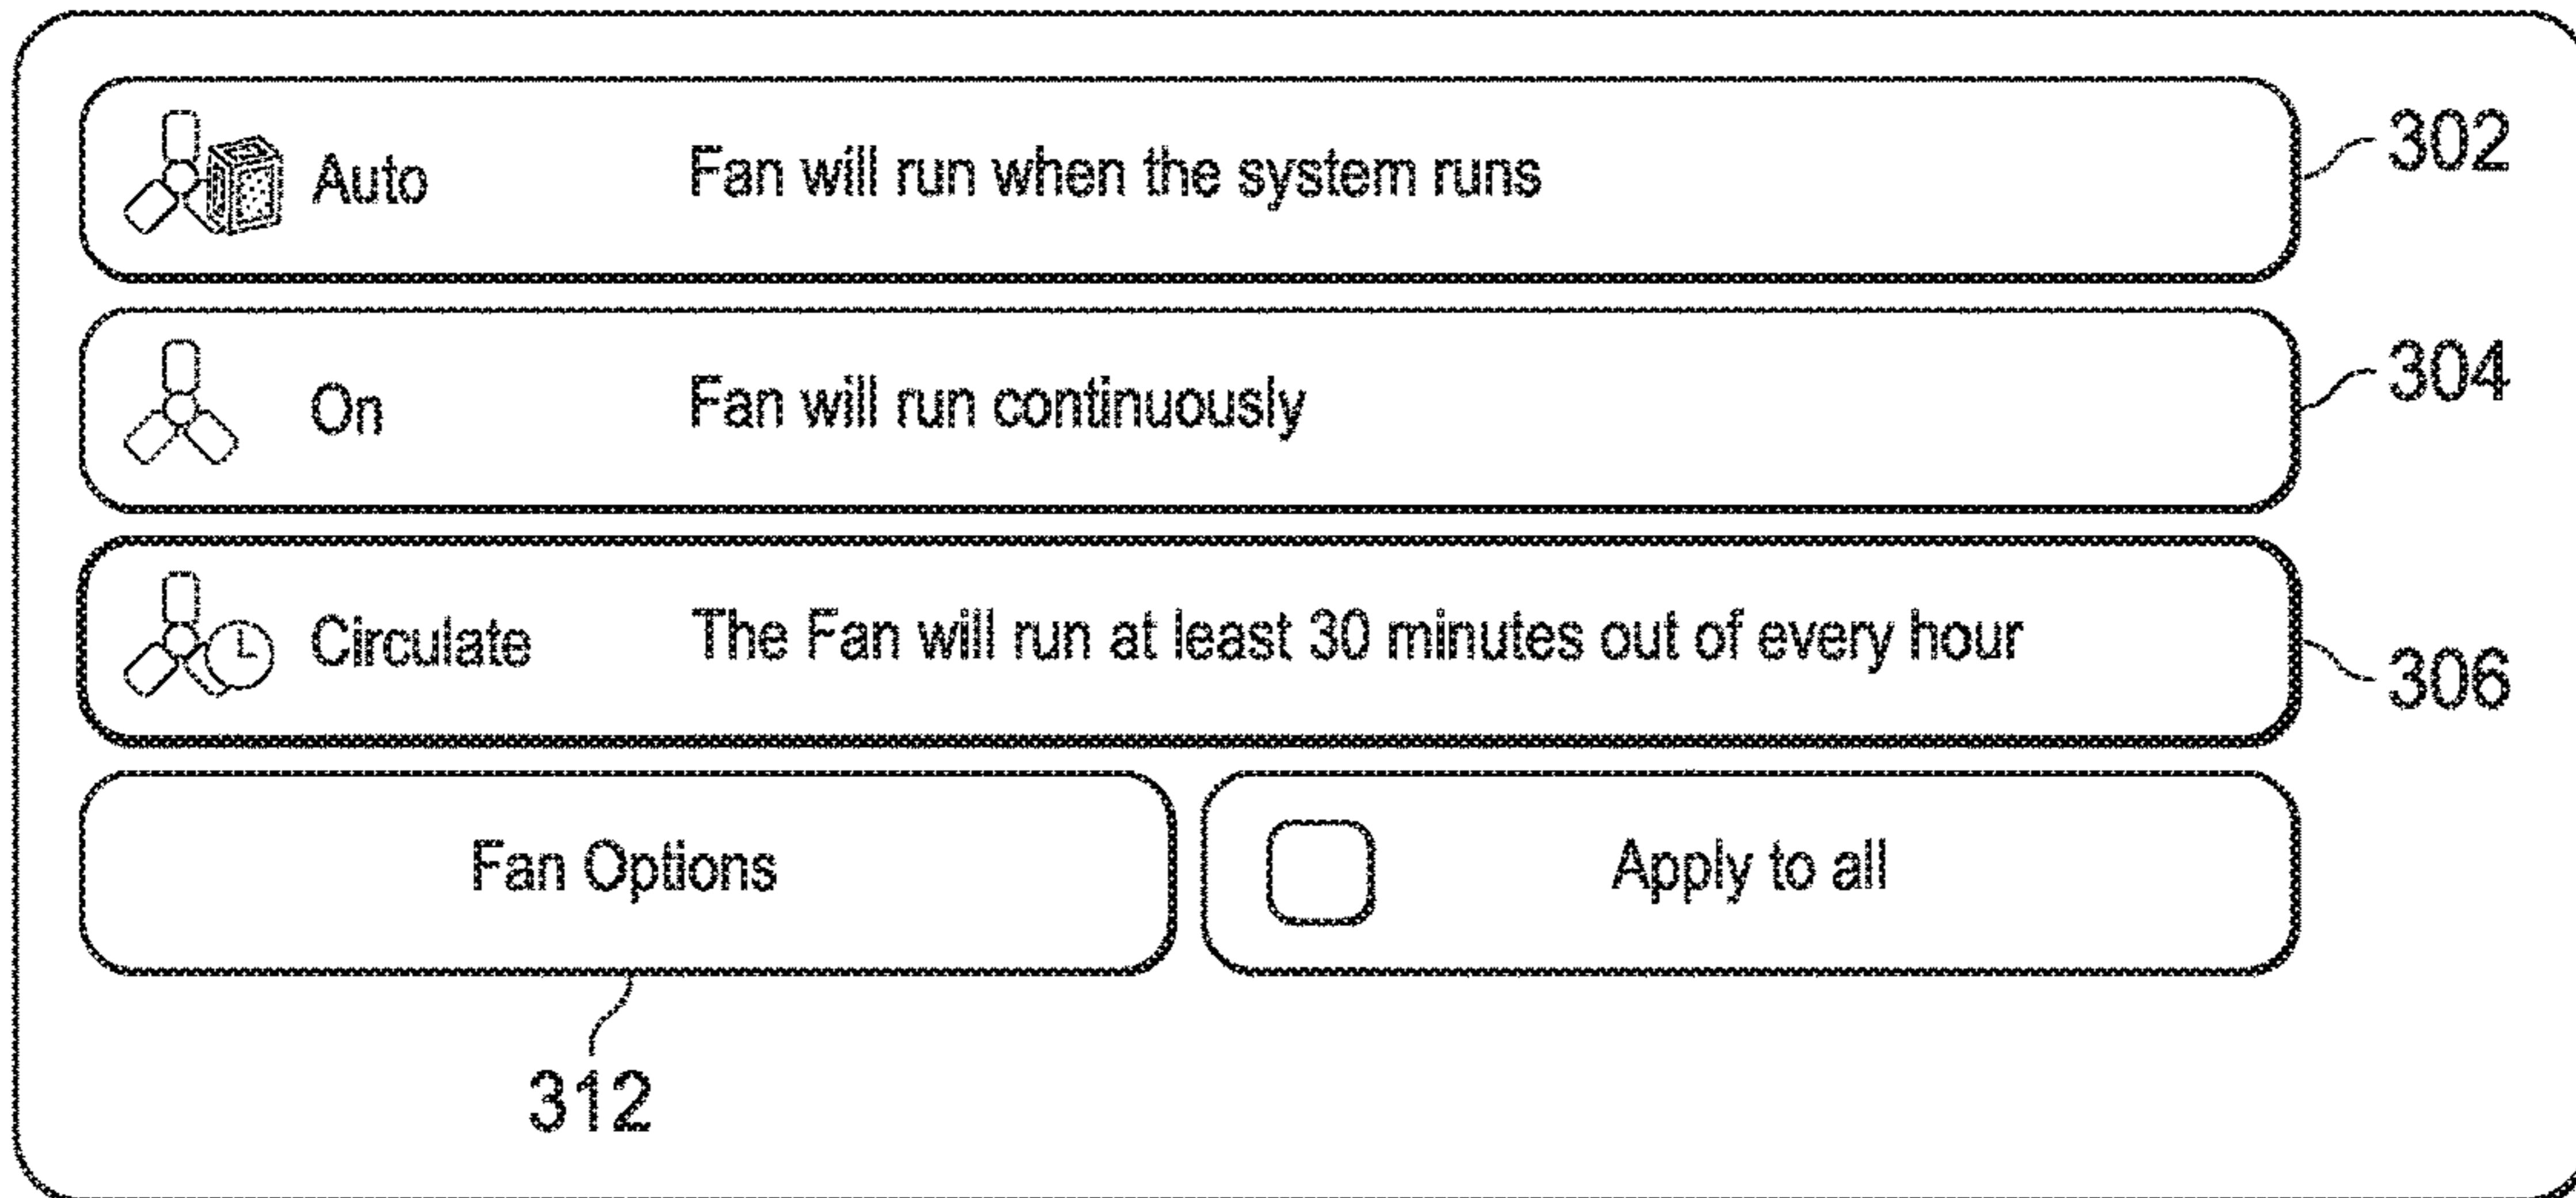 Auto Fan will run when the system runs 302
On Fan will run continuously 304
Circulate The Fan will run at least 30 minutes out of every hour 306
Fan Options Apply to all
312